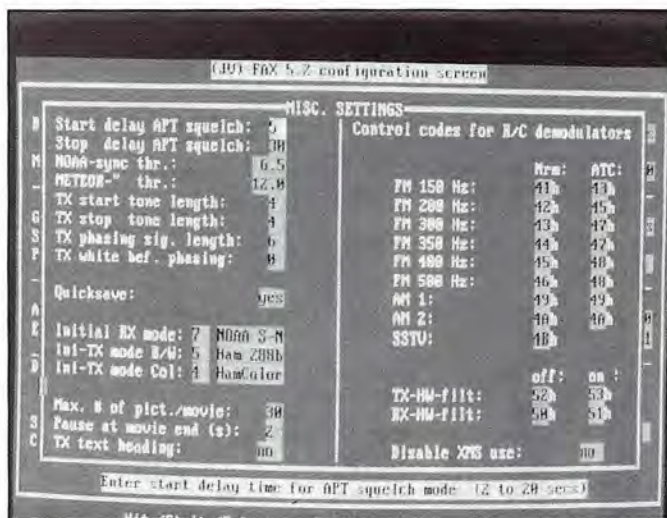 (JV) FAX 5.2 configuration screen
MISC. SETTINGS
Start delay APT squelch: 5
Stop delay APT squelch: 30
NOAA-sync thr.: 6.5
METEOR-" thr.: 12.0
TX start tone length: 4
TX stop tone length: 4
TX phasing sig. length: 6
TX white bef. phasing: 0
Quicksave: yes
Initial RX mode: 7 NOAA S-N
Ini-TX mode B/W: 5 Ham 288b
Ini-TX mode Col: 4 HamColor
Max. # of pict./movie: 30
Pause at movie end (s): 2
TX text heading: no
Control codes for B/C demodulators
Nrm: ATC:
FM 150 Hz: 41h 43h
FM 200 Hz: 42h 45h
FM 300 Hz: 43h 47h
FM 350 Hz: 44h 47h
FM 400 Hz: 45h 48h
FM 500 Hz: 46h 48h
AM 1: 49h 49h
AM 2: 4Ah 4Ah
SSTV: 4Bh
off: on :
TX-HW-filt: 52h 53h
RX-HW-filt: 50h 51h
Disable XMS use: no
Enter start delay time for APT squelch mode (2 to 20 secs)